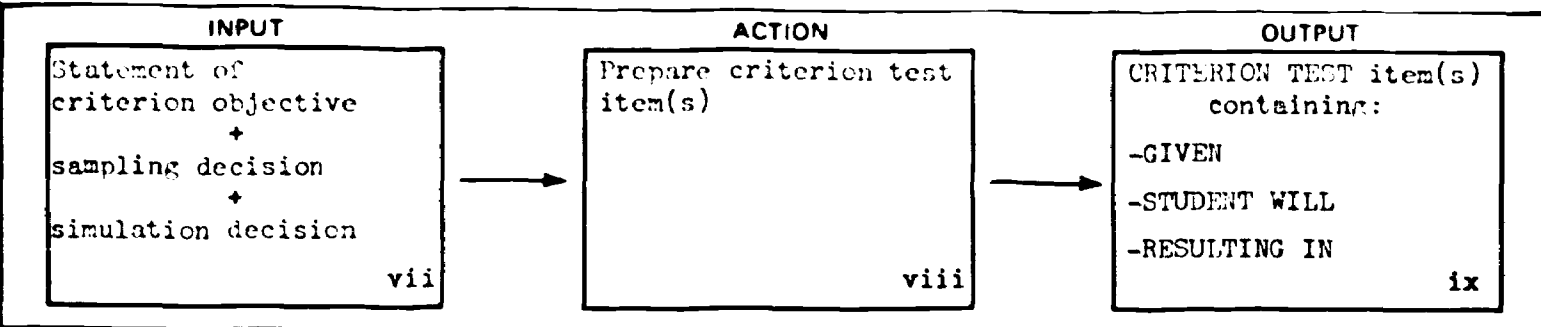 INPUT
Statement of
criterion objective
+
sampling decision
+
simulation decision
vii
ACTION
Prepare criterion test
item(s)
viii
OUTPUT
CRITERION TEST item(s)
containing:
-GIVEN
-STUDENT WILL
-RESULTING IN
ix